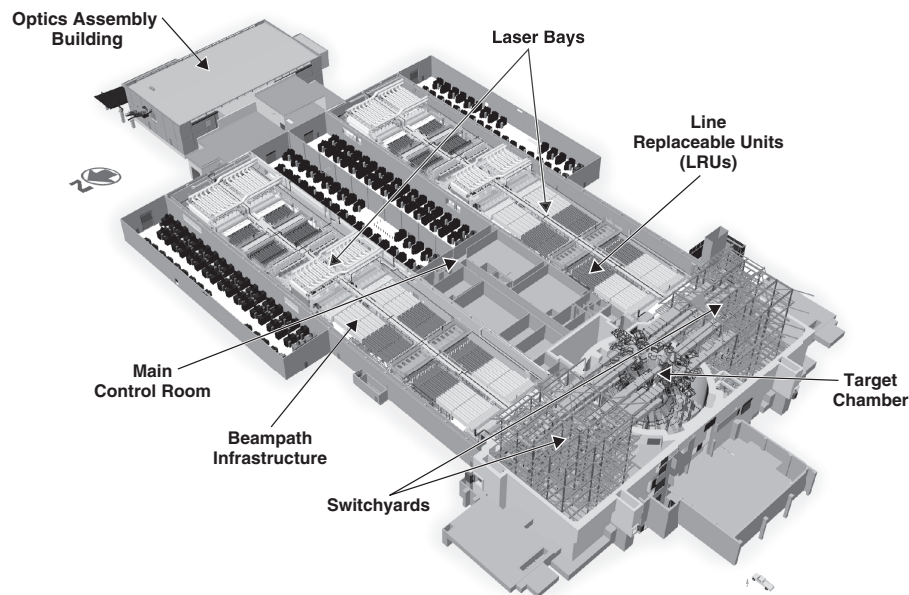 Optics Assembly
Building
Laser Bays
Line
Replaceable Units
(LRUs)
N
Main
Control Room
Target
Chamber
Beampath
Infrastructure
Switchyards